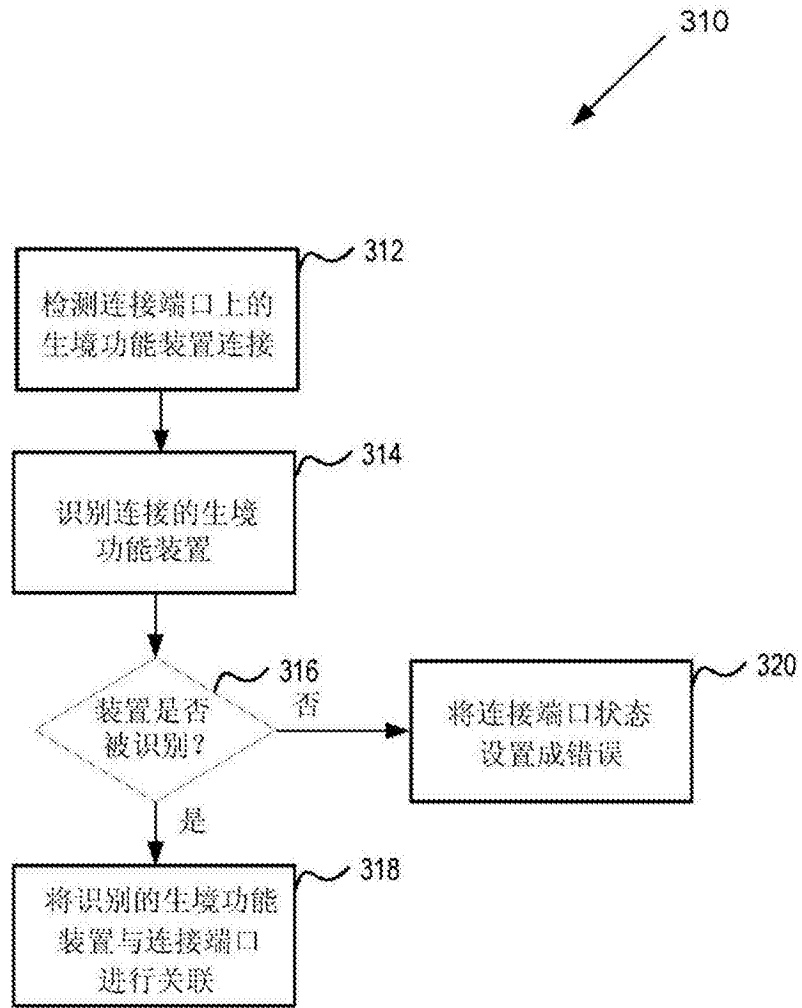 310
312
检测连接端口上的
生境功能装置连接
314
识别连接的生境
功能装置
316
装置是否
被识别?
否
320
将连接端口状态
设置成错误
是
318
将识别的生境功能
装置与连接端口
进行关联